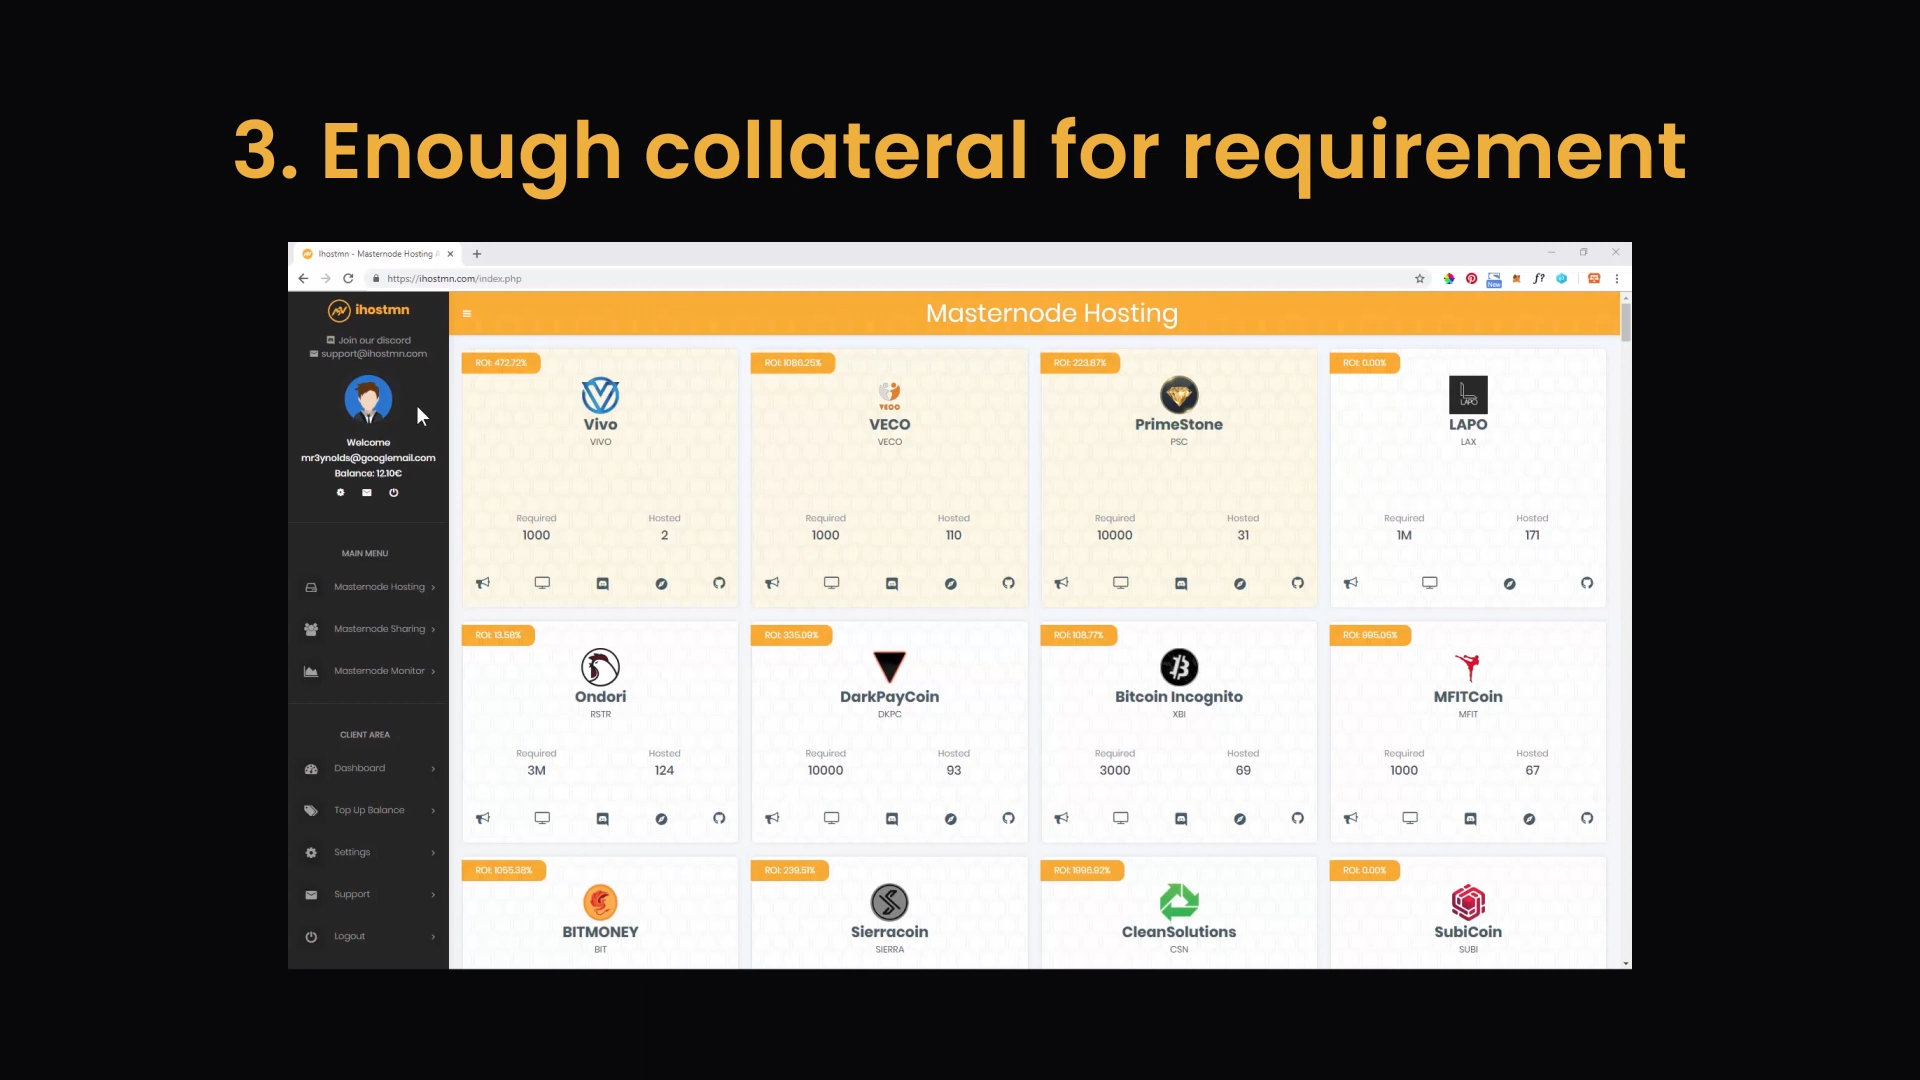 3. Enough collateral for requirement
Ihostmn - Masternode Hosting
https://ihostmn.com/index.php
New
f?
ihostmn
Join our discord
support@ihostmn.com
Welcome
mr3ynolds@googlemail.com
Balance: 12.10€
MAIN MENU
Masternode Hosting
Masternode Sharing
Masternode Monitor
CLIENT AREA
Dashboard
Top Up Balance
Settings
Support
Logout
Masternode Hosting
ROI: 472.72%
Vivo
VIVO
Required Hosted
1000 2
ROI: 1086.25%
VECO
VECO
VECO
Required Hosted
1000 110
ROI: 223.87%
PrimeStone
PSC
Required Hosted
10000 31
ROI: 0.00%
LAPO
LAPO
LAX
Required Hosted
1M 171
ROI: 13.58%
Ondori
RSTR
Required Hosted
3M 124
ROI: 335.09%
DarkPayCoin
DKPC
Required Hosted
10000 93
ROI: 108.77%
Bitcoin Incognito
XBI
Required Hosted
3000 69
ROI: 995.05%
MFITCoin
MFIT
Required Hosted
1000 67
ROI: 1055.38%
BITMONEY
BIT
ROI: 239.51%
Sierracoin
SIERRA
ROI: 1996.92%
CleanSolutions
CSN
ROI: 0.00%
SubiCoin
SUBI